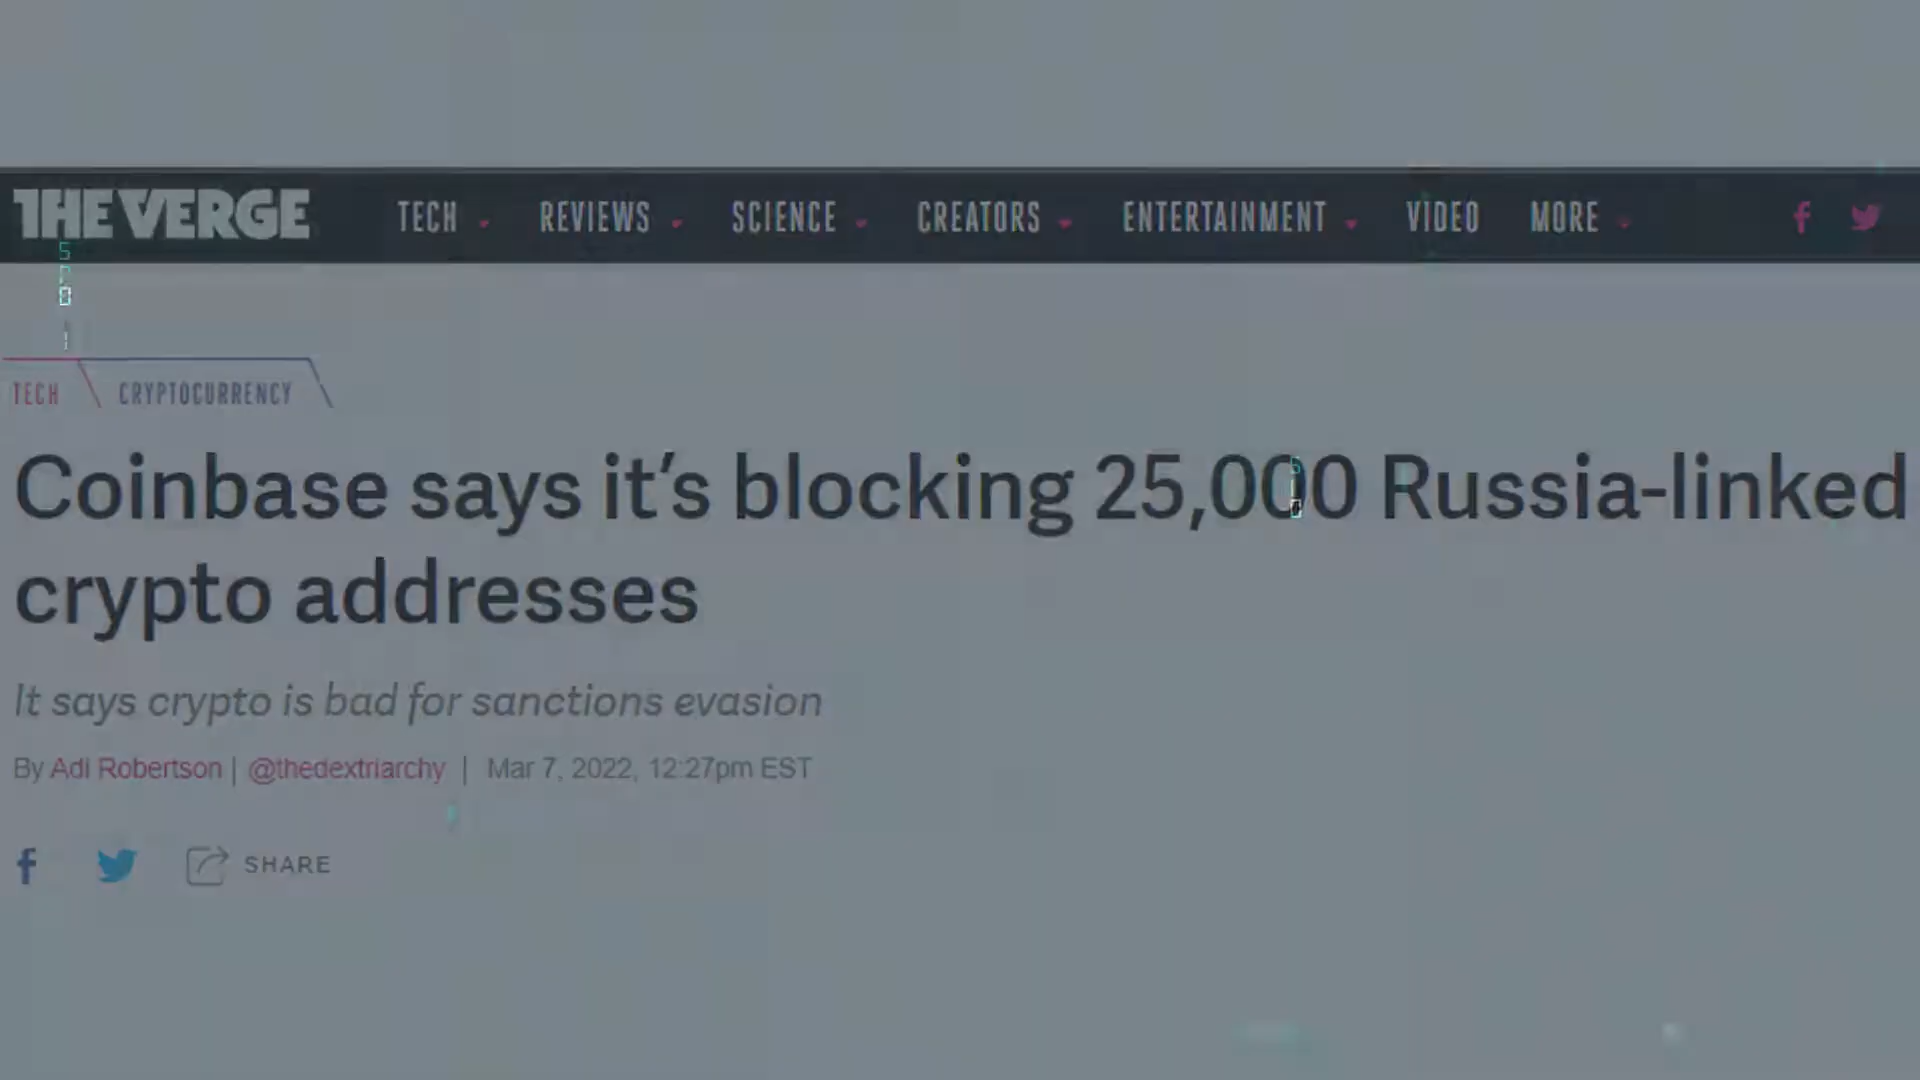 THE VERGE TECH REVIEWS SCIENCE CREATORS ENTERTAINMENT VIDEO MORE
TECH CRYPTOCURRENCY
Coinbase says it's blocking 25,000 Russia-linked
crypto addresses
It says crypto is bad for sanctions evasion
By Adi Robertson | @thedextriarchy | Mar 7, 2022, 12:27pm EST
SHARE